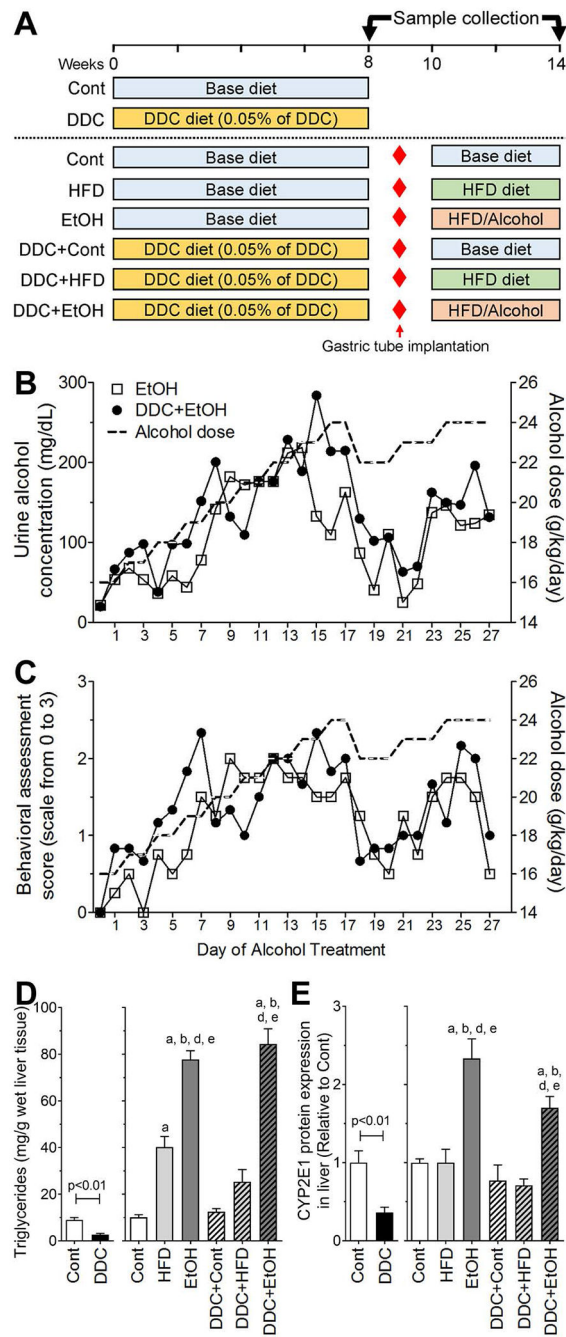 A
Sample collection
Weeks 0 8 10 14
Cont Base diet
DDC DDC diet (0.05% of DDC)
Cont Base diet Base diet
HFD Base diet HFD diet
EtOH Base diet HFD/Alcohol
DDC+Cont DDC diet (0.05% of DDC) Base diet
DDC+HFD DDC diet (0.05% of DDC) HFD diet
DDC+EtOH DDC diet (0.05% of DDC) HFD/Alcohol
Gastric tube implantation
B
Urine alcohol
concentration (mg/dL)
300
200
100
0
EtOH
DDC+EtOH
Alcohol dose
26
24
22
20
18
16
14
Alcohol dose (g/kg/day)
1 3 5 7 9 11 13 15 17 19 21 23 25 27
C
Behavioral assessment
score (scale from 0 to 3)
3
2
1
0
26
24
22
20
18
16
14
Alcohol dose (g/kg/day)
1 3 5 7 9 11 13 15 17 19 21 23 25 27
Day of Alcohol Treatment
D
Triglycerides (mg/g wet liver tissue)
100
80
60
40
20
0
p<0.01
a
a, b, d, e
a, b,
d, e
Cont
DDC
Cont
HFD
EtOH
DDC+Cont
DDC+HFD
DDC+EtOH
E
CYP2E1 protein expression
in liver (Relative to Cont)
3
2
1
0
p<0.01
a, b, d, e
a, b,
d, e
Cont
DDC
Cont
HFD
EtOH
DDC+Cont
DDC+HFD
DDC+EtOH